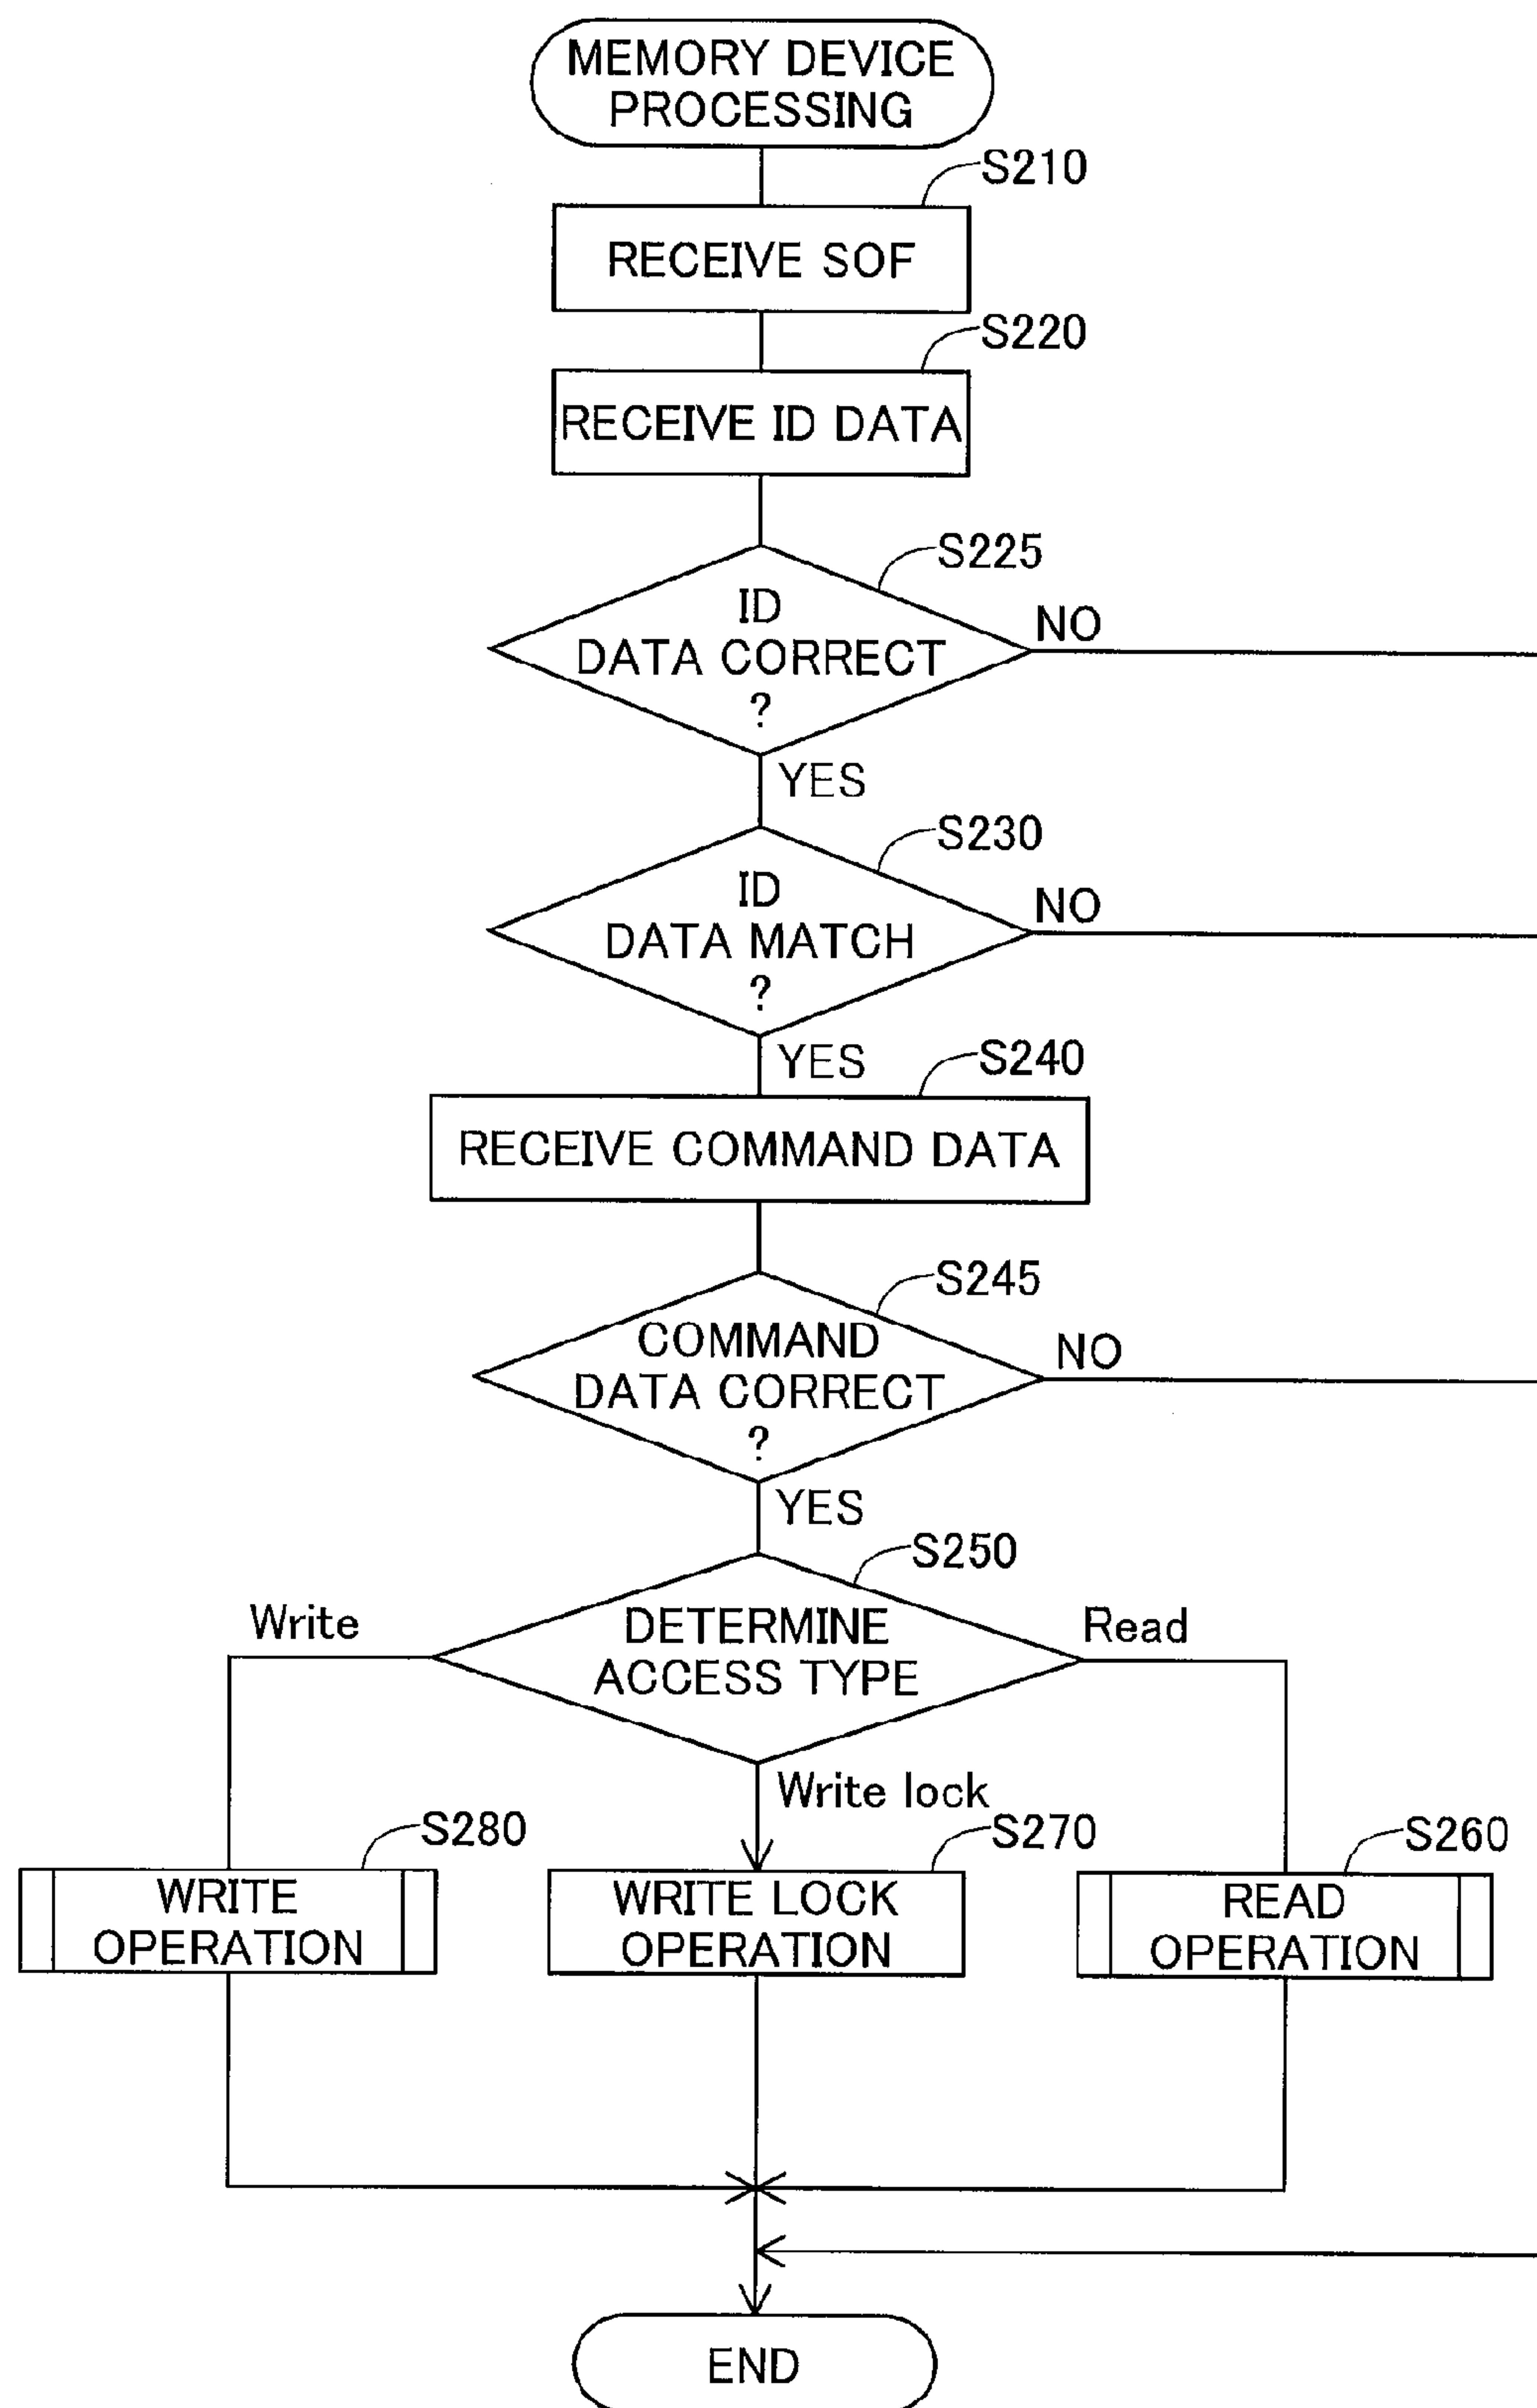 MEMORY DEVICE
PROCESSING
S210
RECEIVE SOF
S220
RECEIVE ID DATA
S225
ID
DATA CORRECT
?
NO
YES
S230
ID
DATA MATCH
?
NO
YES
S240
RECEIVE COMMAND DATA
S245
COMMAND
DATA CORRECT
?
NO
YES
S250
DETERMINE
ACCESS TYPE
Write
Read
Write lock
S280
WRITE
OPERATION
S270
WRITE LOCK
OPERATION
S260
READ
OPERATION
END